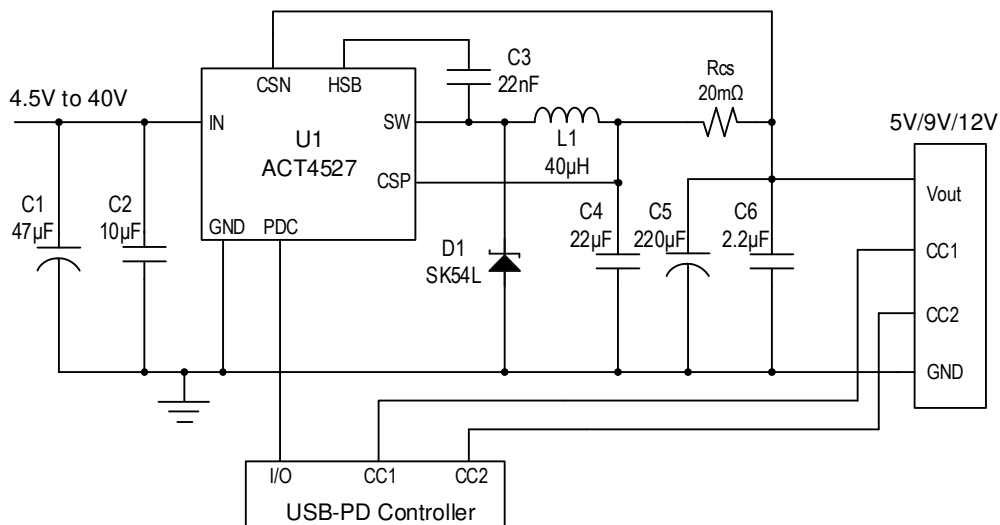 CSN
HSB
C3
22nF
Rcs
20mΩ
4.5V to 40V
IN
SW
5V/9V/12V
U1
ACT4527
L1
40µH
CSP
Vout
C1
47µF
C2
10µF
GND
PDC
C4
22µF
C5
220µF
C6
2.2µF
D1
SK54L
CC1
CC2
GND
I/O
CC1
CC2
USB-PD Controller